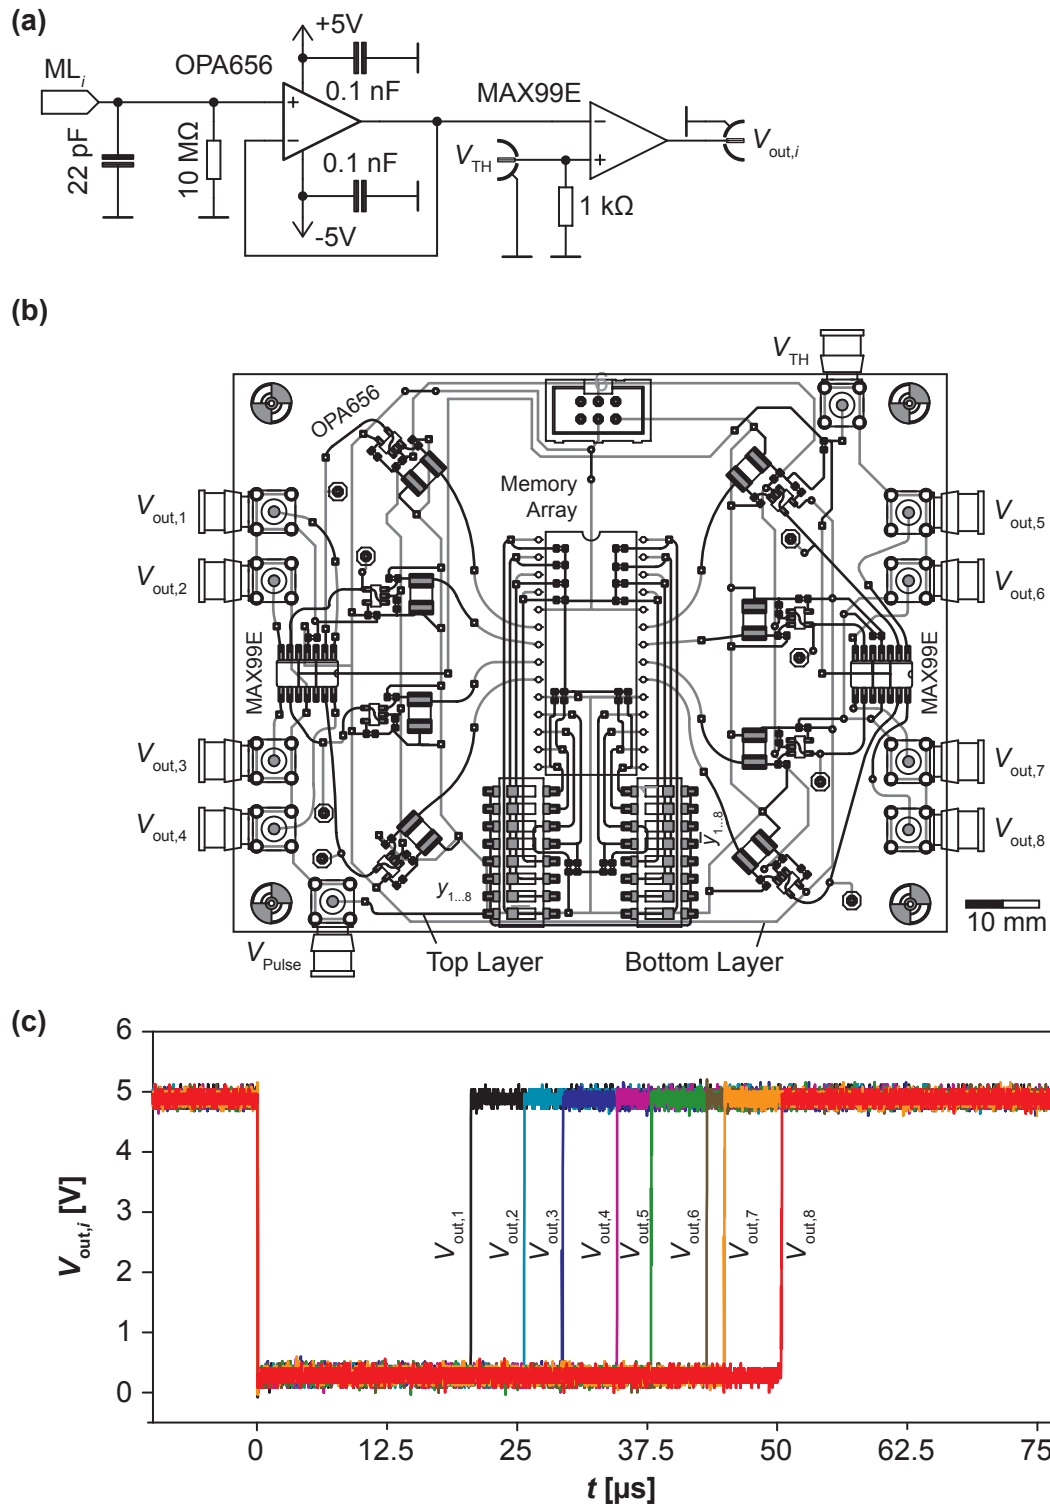 (a)
+5V
ML_i
OPA656
0.1 nF
MAX99E
22 pF
10 MΩ
0.1 nF
V_TH
V_out,i
1 kΩ
-5V
(b)
V_TH
6
OPA656
Memory
Array
V_out,1
V_out,5
V_out,2
V_out,6
MAX99E
MAX99E
V_out,3
V_out,7
V_out,4
V_out,8
y_1...8
y̅_1...8
10 mm
V_Pulse
Top Layer
Bottom Layer
(c)
6
5
4
3
2
1
0
V_out,i [V]
V_out,1
V_out,2
V_out,3
V_out,4
V_out,5
V_out,6
V_out,7
V_out,8
0
12.5
25
37.5
50
62.5
75
t [µs]